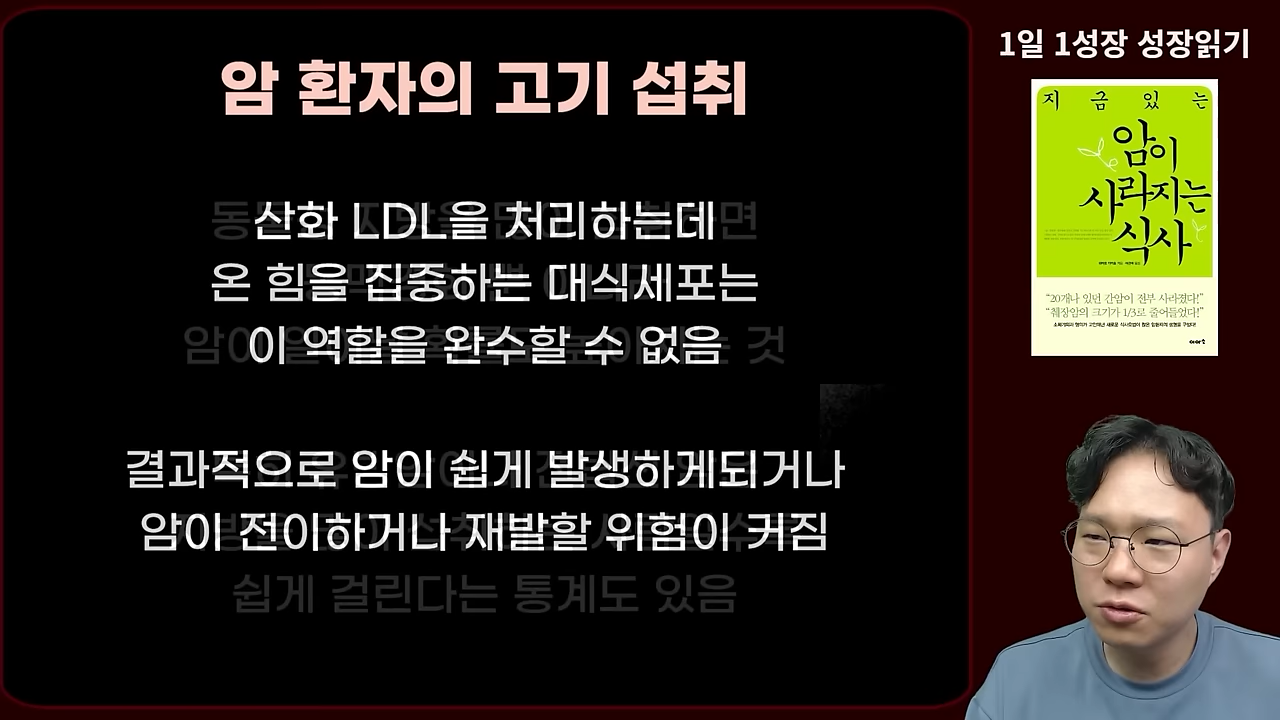 암 환자의 고기 섭취
산화 LDL을 처리하는데
온 힘을 집중하는 대식세포는
이 역할을 완수할 수 없음
결과적으로 암이 쉽게 발생하게되거나
암이 전이하거나 재발할 위험이 커짐
쉽게 걸린다는 통계도 있음
1일 1성장 성장읽기
지금있는
암이
사라지는
식사
“20개나 있던 간암이 전부 사라졌다!”
“췌장암의 크기가 1/3로 줄어들었다!”